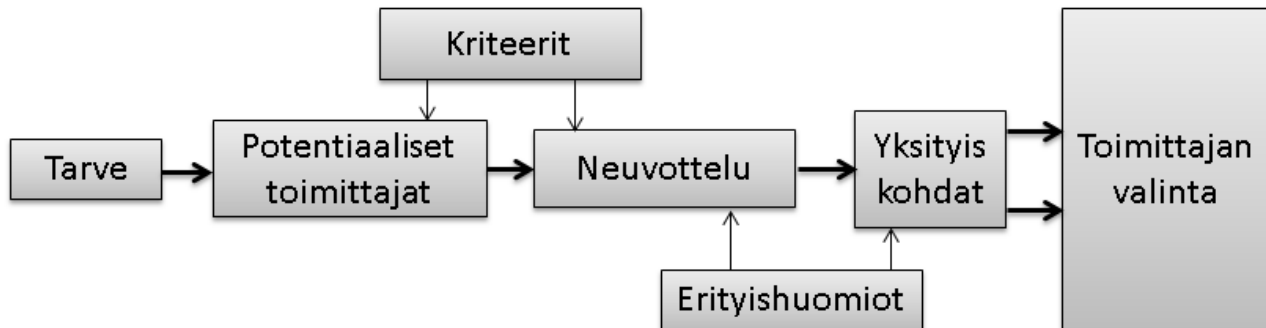 Kriteerit
Tarve
Potentiaaliset
toimittajat
Neuvottelu
Yksityis
kohdat
Toimittajan
valinta
Erityishuomiot